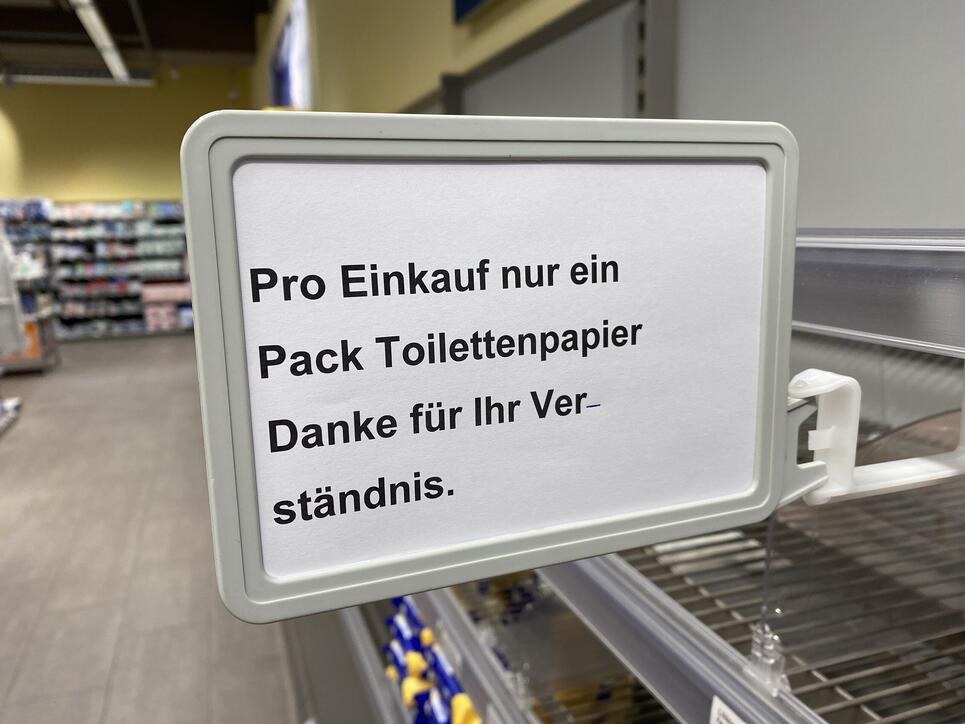 Pro Einkauf nur ein
Pack Toilettenpapier
Danke für Ihr Ver-
ständnis.